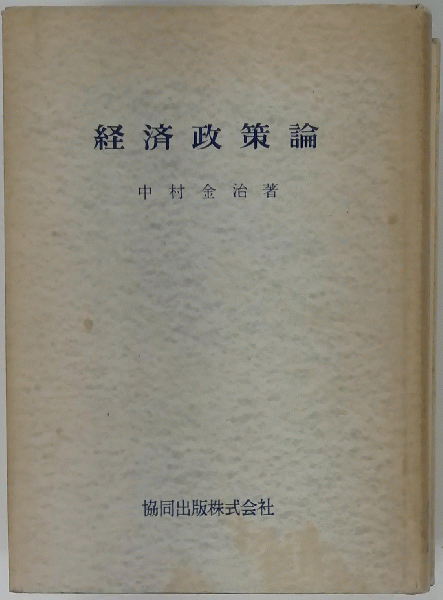 経済政策論
中村金治著
協同出版株式会社